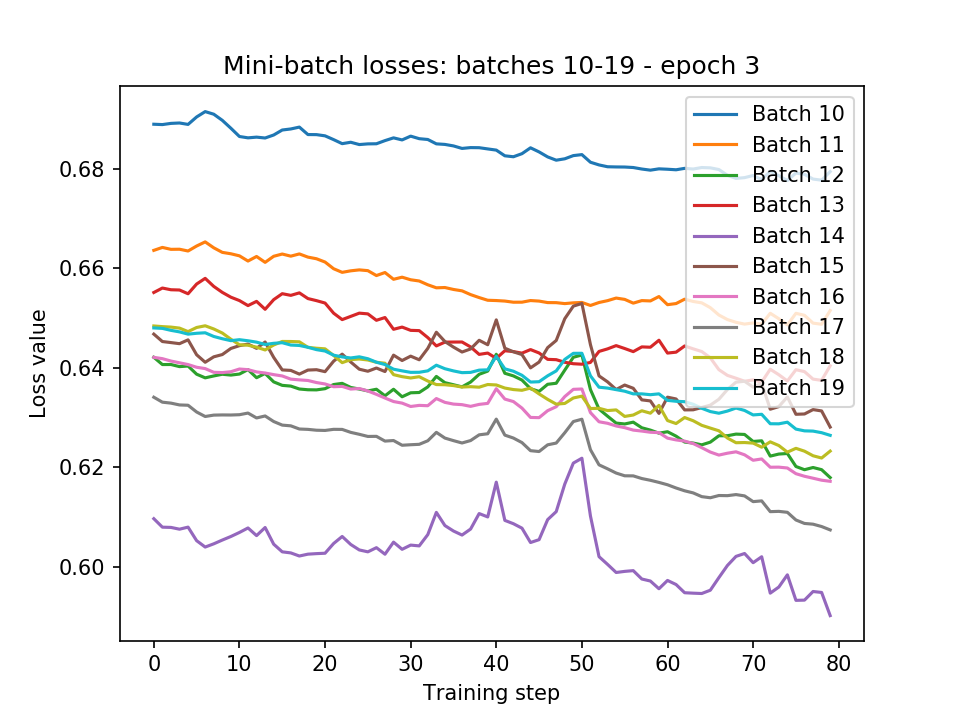 Mini-batch losses: batches 10-19 - epoch 3
Loss value
0.68
0.66
0.64
0.62
0.60
Batch 10
Batch 11
Batch 12
Batch 13
Batch 14
Batch 15
Batch 16
Batch 17
Batch 18
Batch 19
0 10 20 30 40 50 60 70 80
Training step